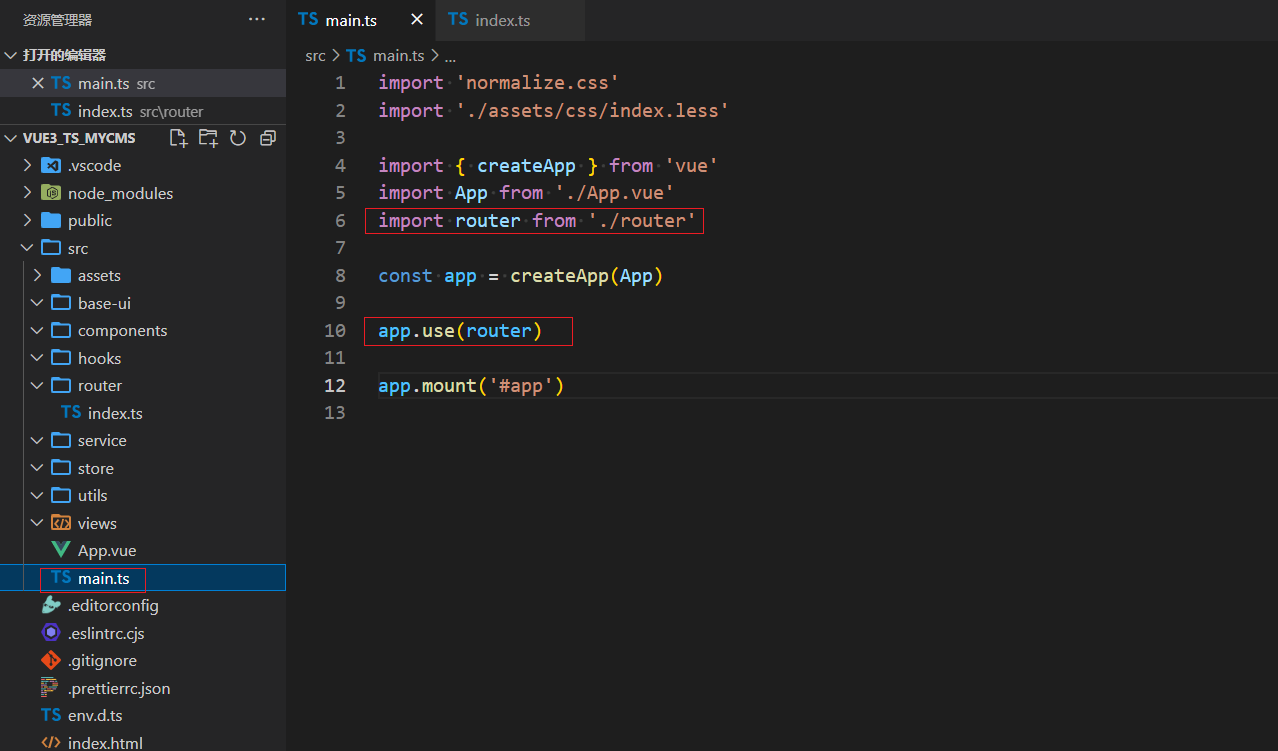 资源管理器 ···
打开的编辑器
TS main.ts src
TS index.ts src\router
VUE3_TS_MYCMS
.vscode
node_modules
public
src
assets
base-ui
components
hooks
router
TS index.ts
service
store
utils
views
App.vue
TS main.ts
.editorconfig
.eslintrc.cjs
.gitignore
.prettierrc.json
TS env.d.ts
index.html
TS main.ts
TS index.ts
src > TS main.ts > ...
1 import 'normalize.css'
2 import './assets/css/index.less'
3
4 import { createApp } from 'vue'
5 import App from './App.vue'
6 import router from './router'
7
8 const app = createApp(App)
9
10 app.use(router)
11
12 app.mount('#app')
13